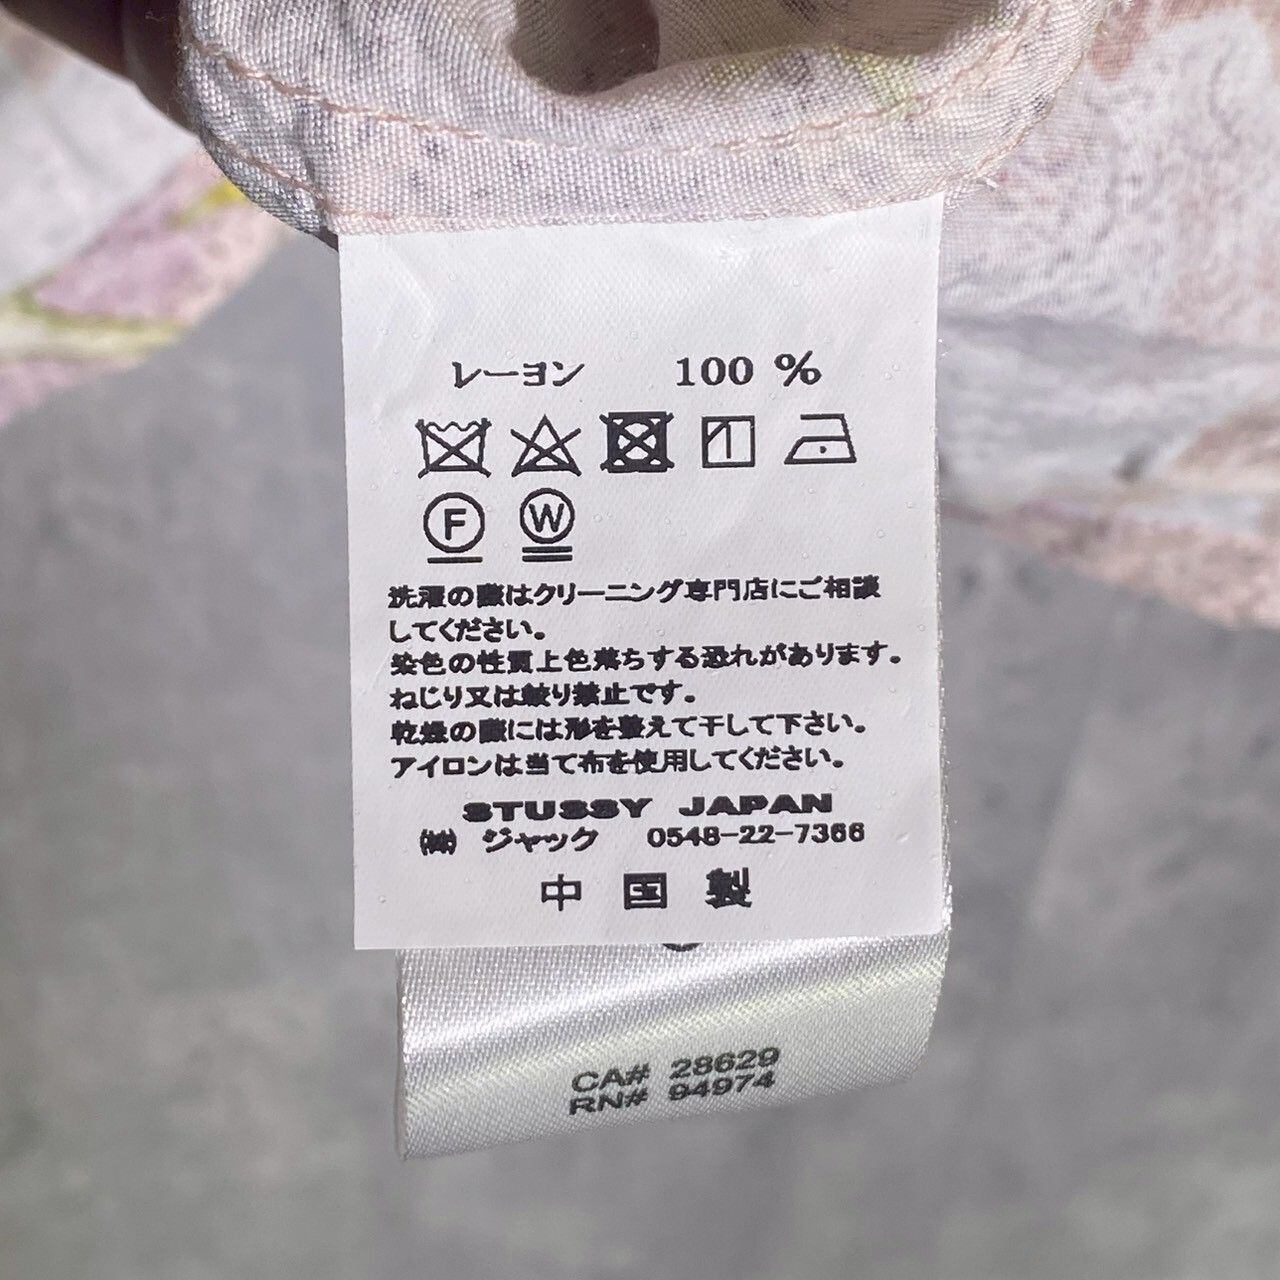 レーヨン 100 %
F W
洗濯の際はクリーニング専門店にご相談
してください。
染色の性質上色落ちする恐れがあります。
ねじり又は絞り禁止です。
乾燥の際には形を整えて干して下さい。
アイロンは当て布を使用してください。
STUSSY JAPAN
㈱ ジャック 0548-22-7366
中国製
CA# 28629
RN# 94974